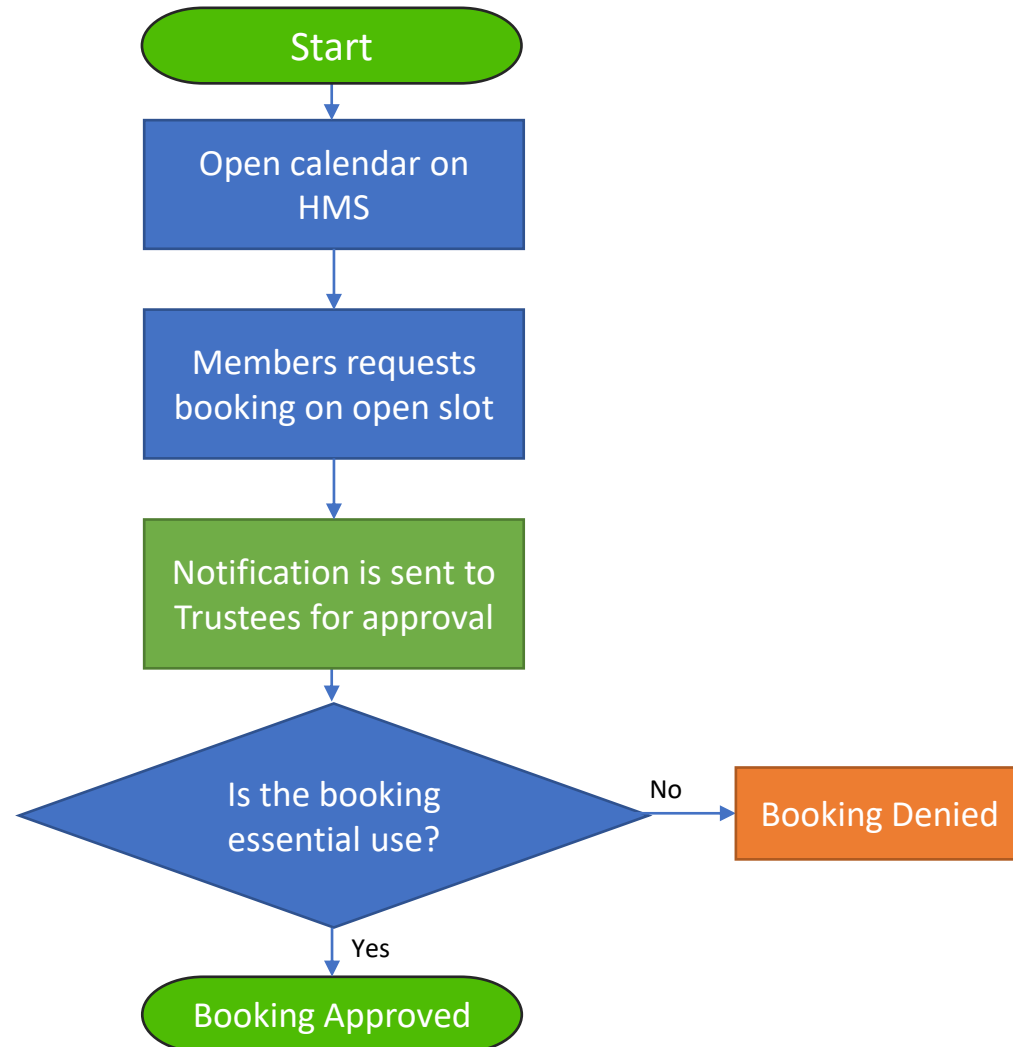 Start
Open calendar on
HMS
Members requests
booking on open slot
Notification is sent to
Trustees for approval
Is the booking
essential use?
No
Booking Denied
Yes
Booking Approved